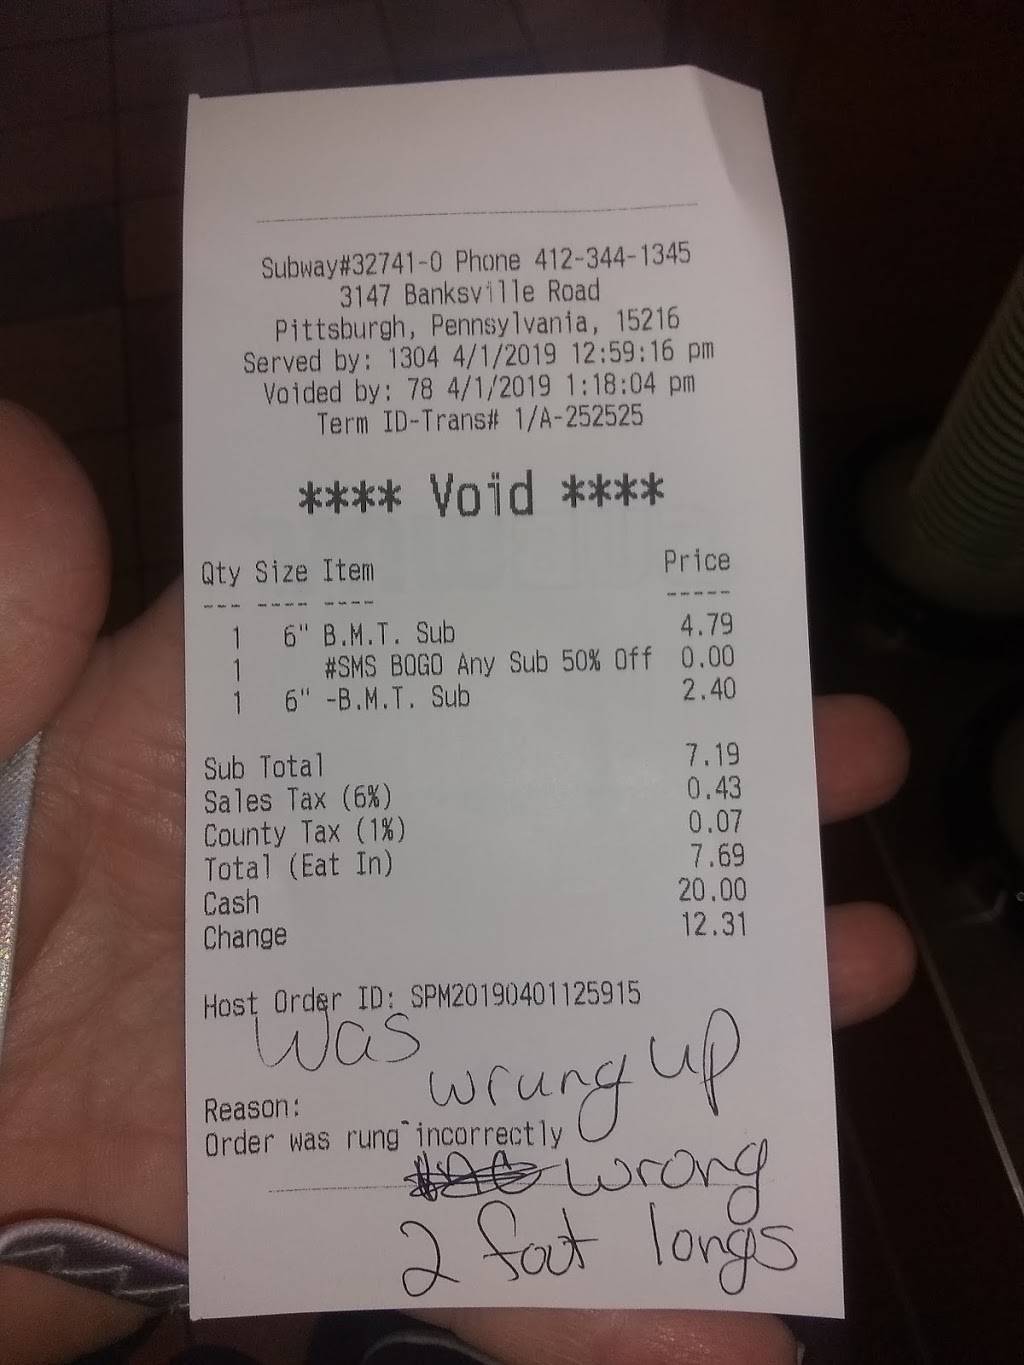 Subway#32741-0 Phone 412-344-1345
3147 Banksville Road
Pittsburgh, Pennsylvania, 15216
Served by: 1304 4/1/2019 12:59:16 pm
Voided by: 78 4/1/2019 1:18:04 pm
Term ID-Trans# 1/A-252525
**** Void ****
Qty Size Item Price
--- ---- ---- -----
1 6" B.M.T. Sub 4.79
1 #SMS BOGO Any Sub 50% Off 0.00
1 6" -B.M.T. Sub 2.40
Sub Total 7.19
Sales Tax (6%) 0.43
County Tax (1%) 0.07
Total (Eat In) 7.69
Cash 20.00
Change 12.31
Host Order ID: SPM20190401125915
Was
wrung up
Reason:
Order was rung incorrectly
wrong
2 foot longs